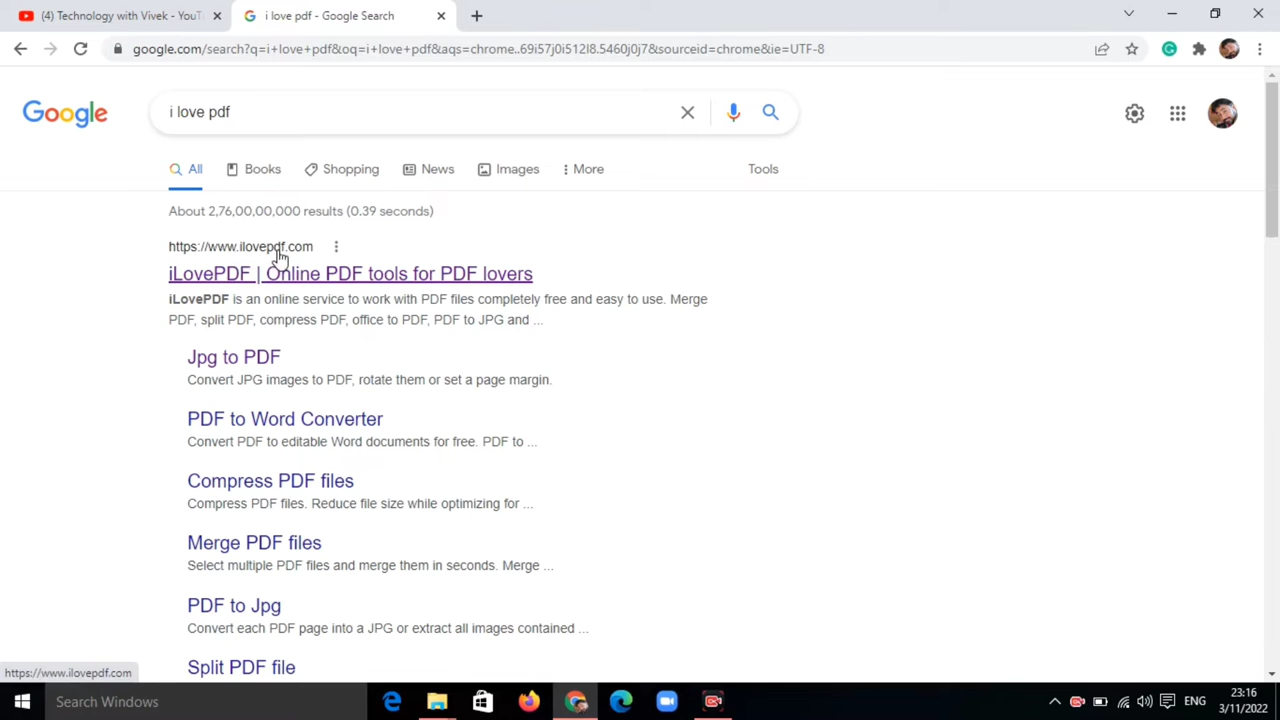 (4) Technology with Vivek - YouT
i love pdf - Google Search
google.com/search?q=i+love+pdf&oq=i+love+pdf&aqs=chrome..69i57j0i512l8.5460j0j7&sourceid=chrome&ie=UTF-8
Google
i love pdf
All
Books
Shopping
News
Images
More
Tools
About 2,76,00,00,000 results (0.39 seconds)
https://www.ilovepdf.com
iLovePDF | Online PDF tools for PDF lovers
iLovePDF is an online service to work with PDF files completely free and easy to use. Merge
PDF, split PDF, compress PDF, office to PDF, PDF to JPG and ...
Jpg to PDF
Convert JPG images to PDF, rotate them or set a page margin.
PDF to Word Converter
Convert PDF to editable Word documents for free. PDF to ...
Compress PDF files
Compress PDF files. Reduce file size while optimizing for ...
Merge PDF files
Select multiple PDF files and merge them in seconds. Merge ...
PDF to Jpg
Convert each PDF page into a JPG or extract all images contained ...
Split PDF file
https://www.ilovepdf.com
Search Windows
ENG
23:16
3/11/2022